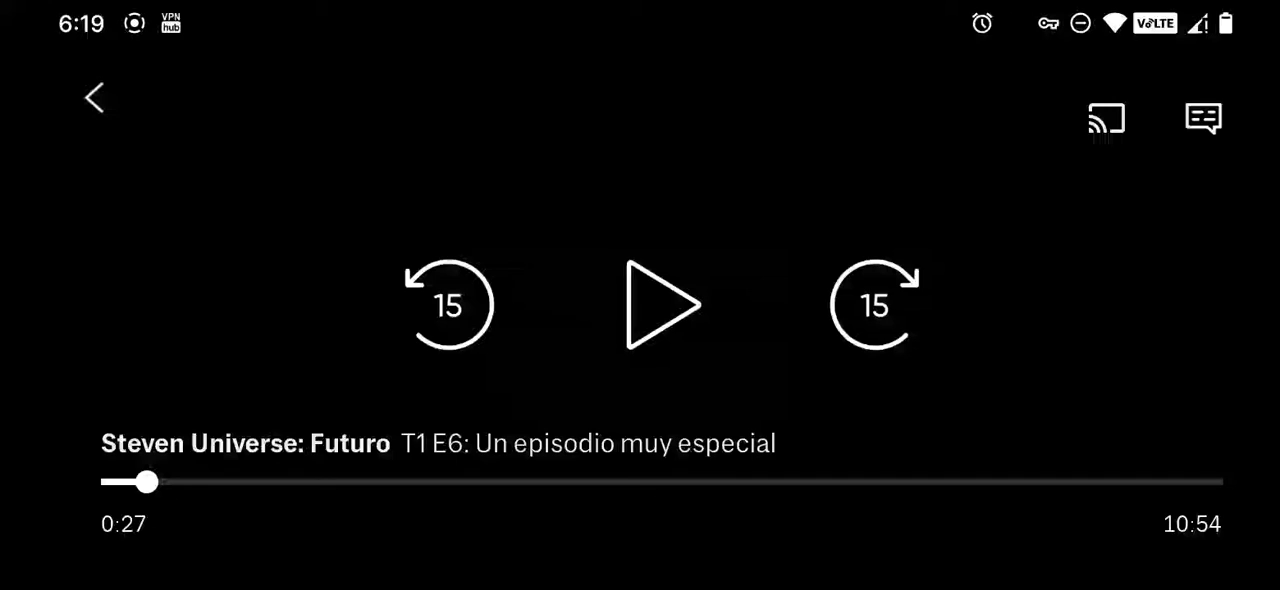 6:19 VPN hub VoLTE
15 15
Steven Universe: Futuro T1 E6: Un episodio muy especial
0:27 10:54